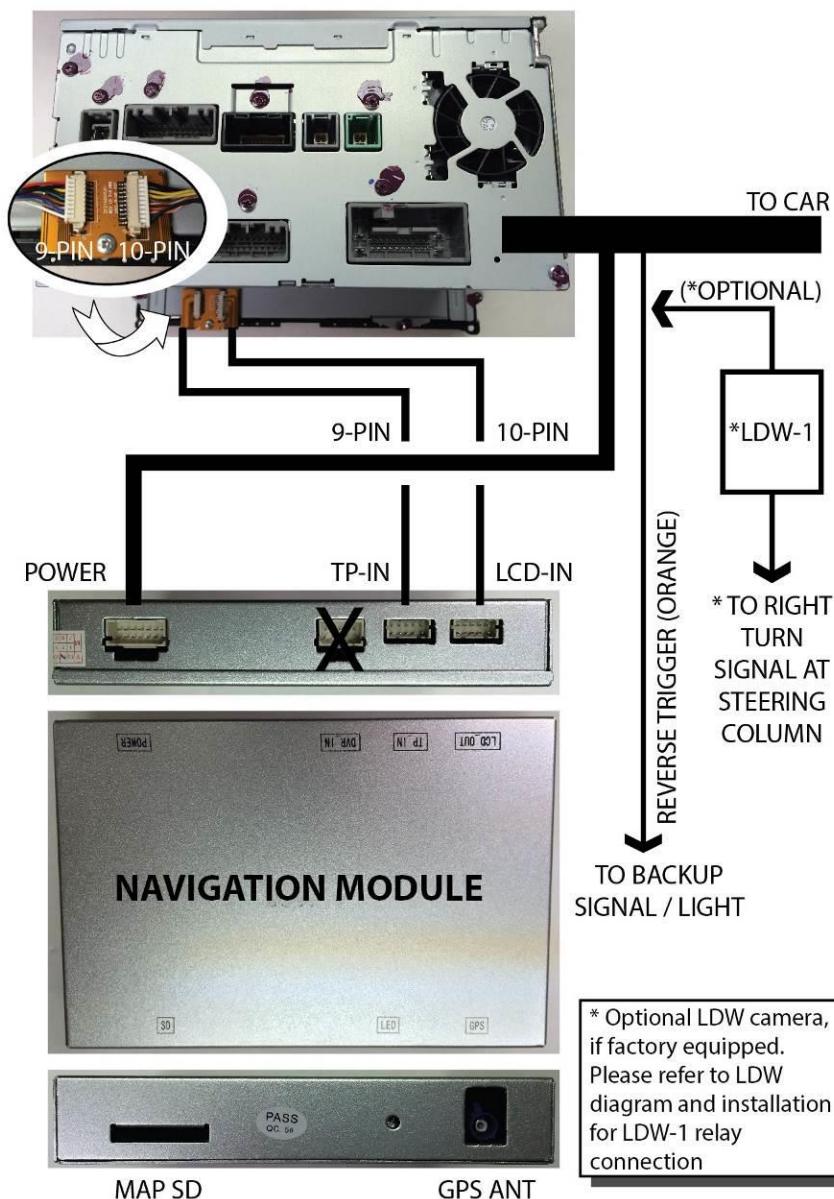 TO CAR
9-PIN 10-PIN
(*OPTIONAL)
*LDW-1
9-PIN
10-PIN
REVERSE TRIGGER (ORANGE)
* TO RIGHT
TURN
SIGNAL AT
STEERING
COLUMN
POWER
TP-IN
LCD-IN
X
POWER
DVR_IN
TP_IN
LCD_OUT
TO BACKUP
SIGNAL / LIGHT
NAVIGATION MODULE
SD
LED
GPS
* Optional LDW camera,
if factory equipped.
Please refer to LDW
diagram and installation
for LDW-1 relay
connection
PASS
MAP SD
GPS ANT